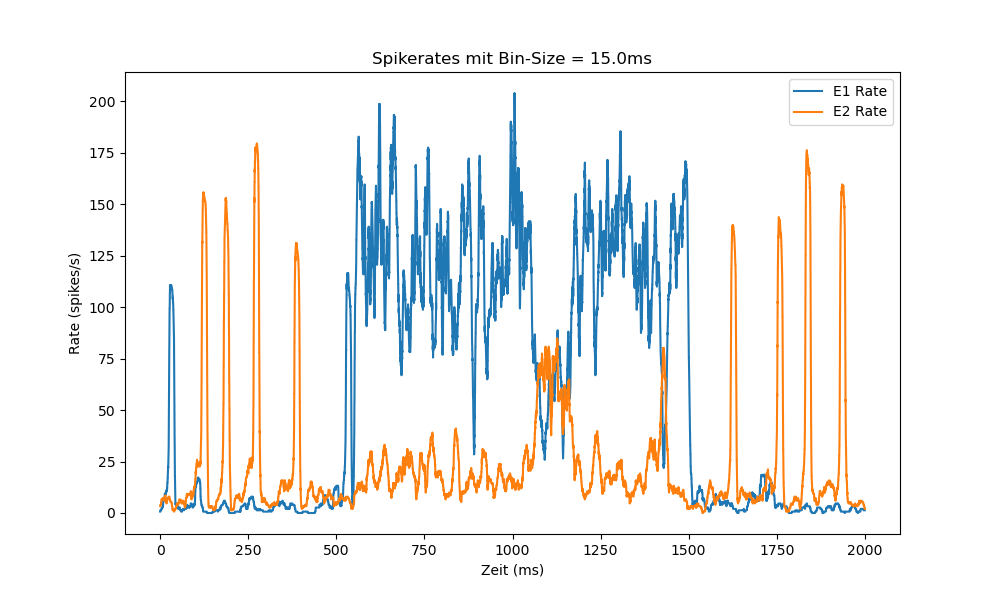 Spikerates mit Bin-Size = 15.0ms
E1 Rate
E2 Rate
Rate (spikes/s)
200
175
150
125
100
75
50
25
0
0 250 500 750 1000 1250 1500 1750 2000
Zeit (ms)